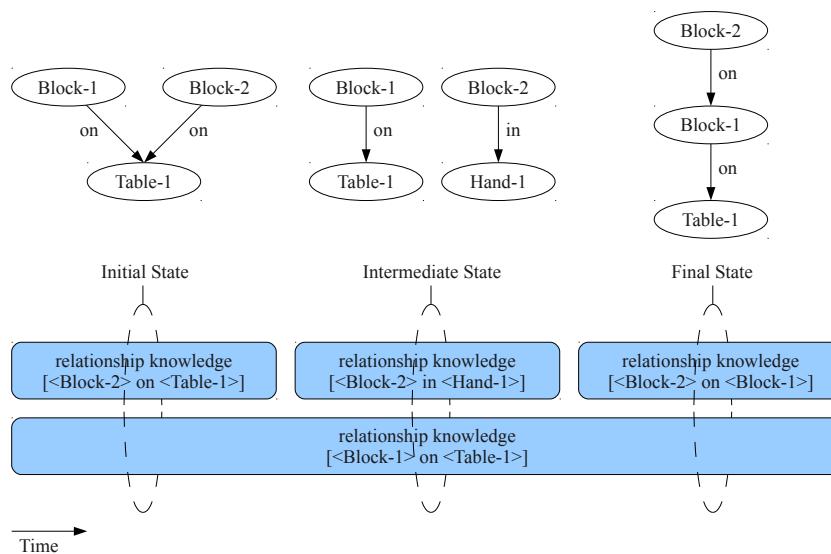 Block-2
Block-1 Block-2 Block-1 Block-2 on
on on on in Block-1
Table-1 Table-1 Hand-1 on
Table-1
Initial State Intermediate State Final State
relationship knowledge relationship knowledge relationship knowledge
[<Block-2> on <Table-1>] [<Block-2> in <Hand-1>] [<Block-2> on <Block-1>]
relationship knowledge
[<Block-1> on <Table-1>]
Time